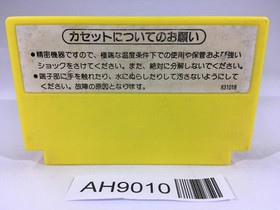 カセットについてのお願い
●精密機器ですので、極端な温度条件下での使用や保管および強い
ショックをさけてください。また、絶対に分解しないでください。
●端子部に手を触れたり、水にぬらしたりして汚さないようにして
ください。故障の原因となります。
831018
AH9010